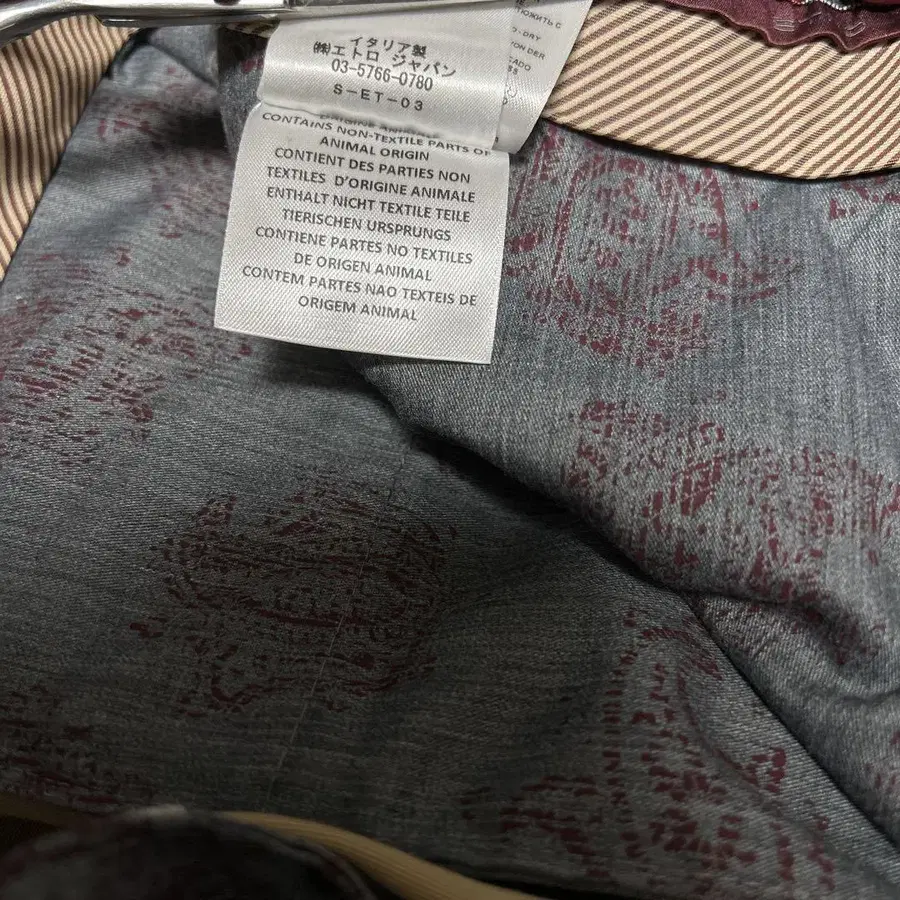 イタリア製
㈱エトロ ジャパン
03-5766-0780
S-ET-03
CONTAINS NON-TEXTILE PARTS OF
ANIMAL ORIGIN
CONTIENT DES PARTIES NON
TEXTILES D'ORIGINE ANIMALE
ENTHALT NICHT TEXTILE TEILE
TIERISCHEN URSPRUNGS
CONTIENE PARTES NO TEXTILES
DE ORIGEN ANIMAL
CONTEM PARTES NAO TEXTEIS DE
ORIGEM ANIMAL